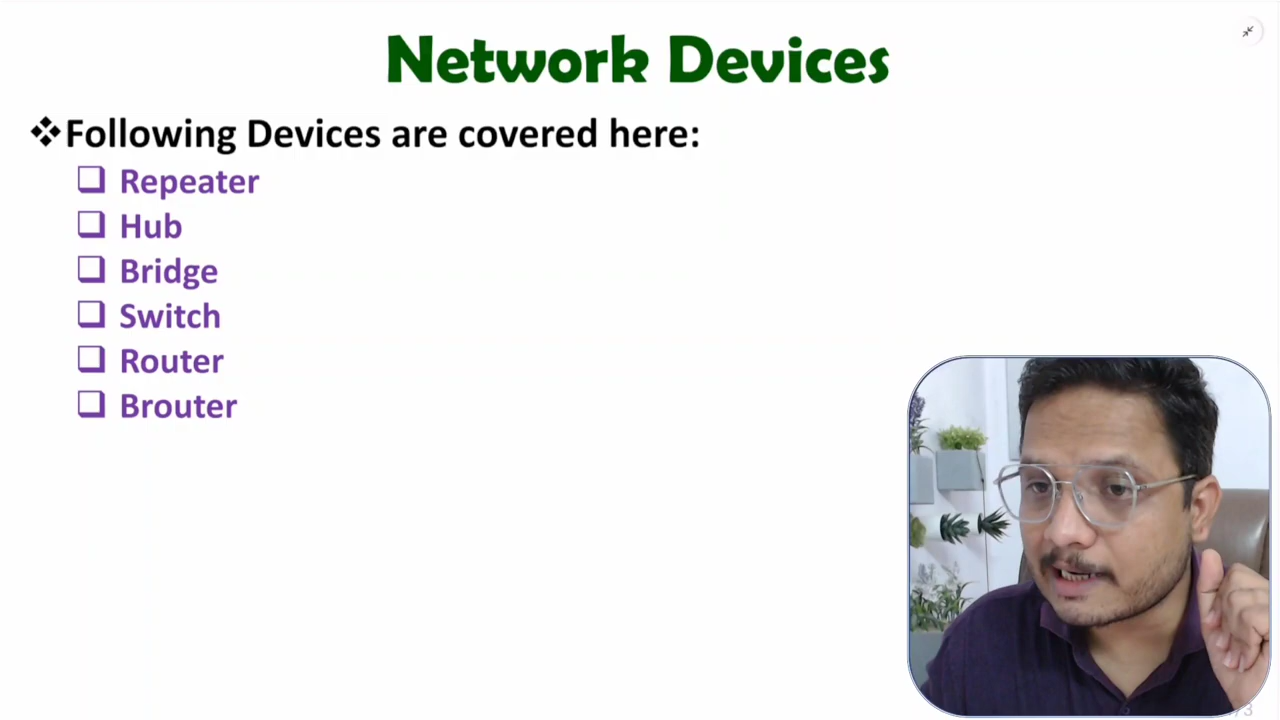 Network Devices
❖Following Devices are covered here:
❑ Repeater
❑ Hub
❑ Bridge
❑ Switch
❑ Router
❑ Brouter